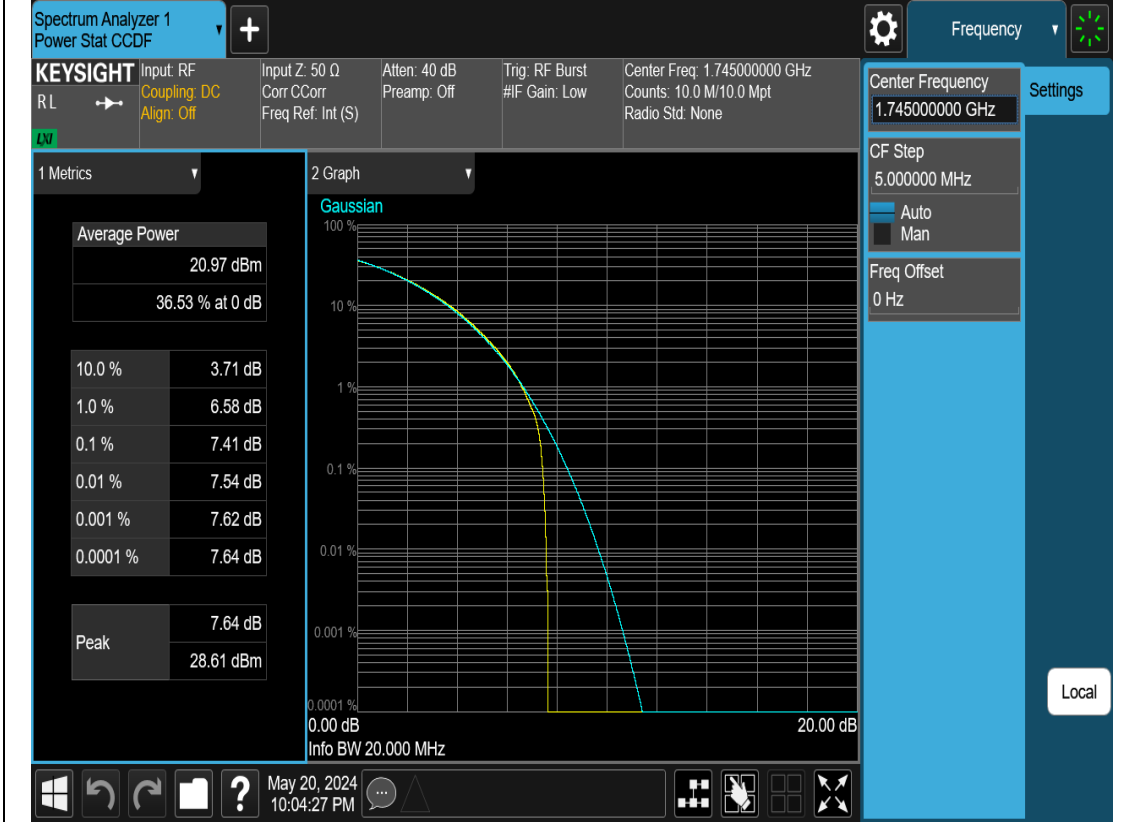 Spectrum Analyzer 1
Power Stat CCDF
Frequency
KEYSIGHT
RL
LXI
Input: RF
Coupling: DC
Align: Off
Input Z: 50 Ω
Corr CCorr
Freq Ref: Int (S)
Atten: 40 dB
Preamp: Off
Trig: RF Burst
#IF Gain: Low
Center Freq: 1.745000000 GHz
Counts: 10.0 M/10.0 Mpt
Radio Std: None
Center Frequency
1.745000000 GHz
Settings
CF Step
5.000000 MHz
Auto
Man
Freq Offset
0 Hz
Local
1 Metrics
Average Power
20.97 dBm
36.53 % at 0 dB
10.0 % 3.71 dB
1.0 % 6.58 dB
0.1 % 7.41 dB
0.01 % 7.54 dB
0.001 % 7.62 dB
0.0001 % 7.64 dB
Peak
7.64 dB
28.61 dBm
2 Graph
Gaussian
100 %
10 %
1 %
0.1 %
0.01 %
0.001 %
0.0001 %
0.00 dB 20.00 dB
Info BW 20.000 MHz
?
May 20, 2024
10:04:27 PM